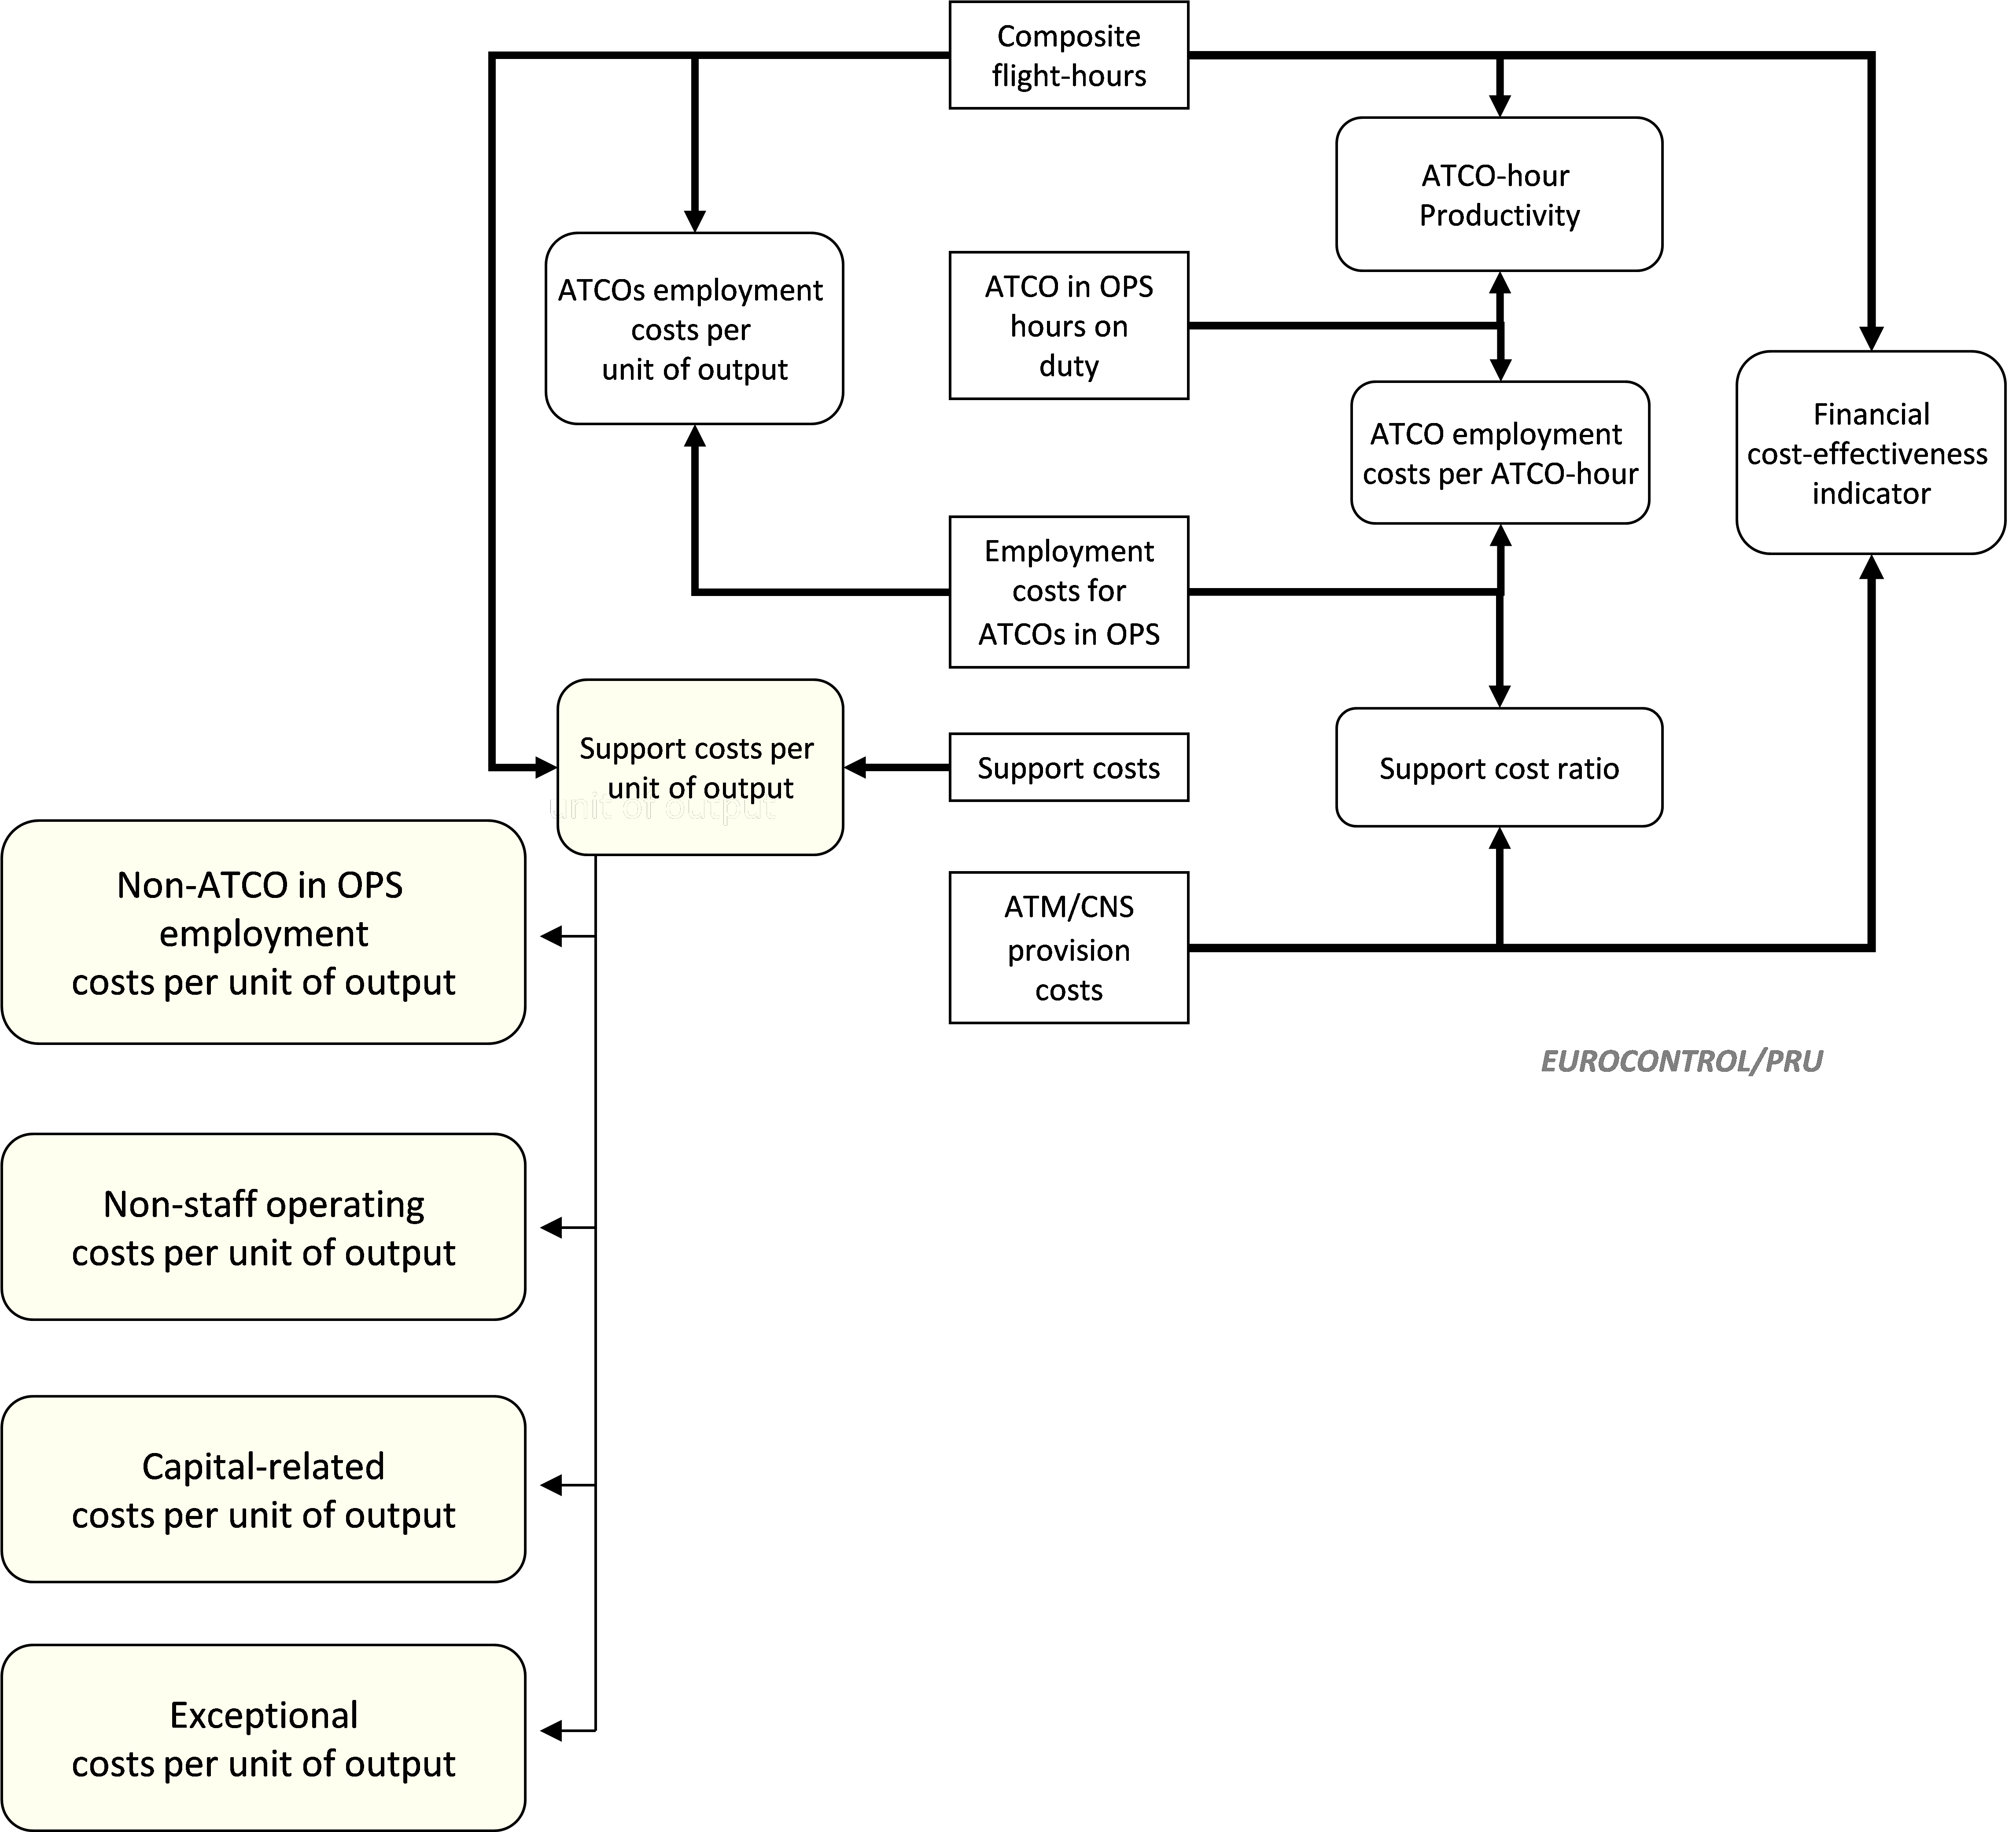 Composite
flight-hours
ATCO-hour
Productivity
ATCOs employment
costs per
unit of output
ATCO in OPS
hours on
duty
Financial
cost-effectiveness
indicator
ATCO employment
costs per ATCO-hour
Employment
costs for
ATCOs in OPS
Support costs per
unit of output
unit of output
Support costs
Support cost ratio
Non-ATCO in OPS
employment
costs per unit of output
ATM/CNS
provision
costs
EUROCONTROL/PRU
Non-staff operating
costs per unit of output
Capital-related
costs per unit of output
Exceptional
costs per unit of output